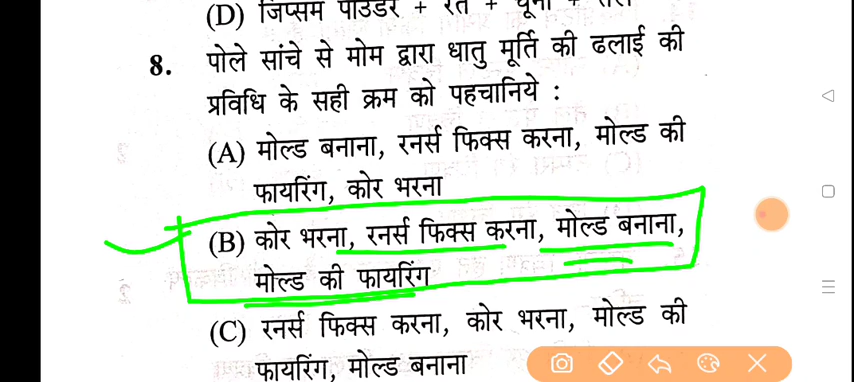 (D) जिप्सम पाउडर + रेत + चूना +
8. पोले सांचे से मोम द्वारा धातु मूर्ति की ढलाई की
प्रविधि के सही क्रम को पहचानिये :
(A) मोल्ड बनाना, रनर्स फिक्स करना, मोल्ड की
फायरिंग, कोर भरना
(B) कोर भरना, रनर्स फिक्स करना, मोल्ड बनाना,
मोल्ड की फायरिंग
(C) रनर्स फिक्स करना, कोर भरना, मोल्ड की
फायरिंग, मोल्ड बनाना